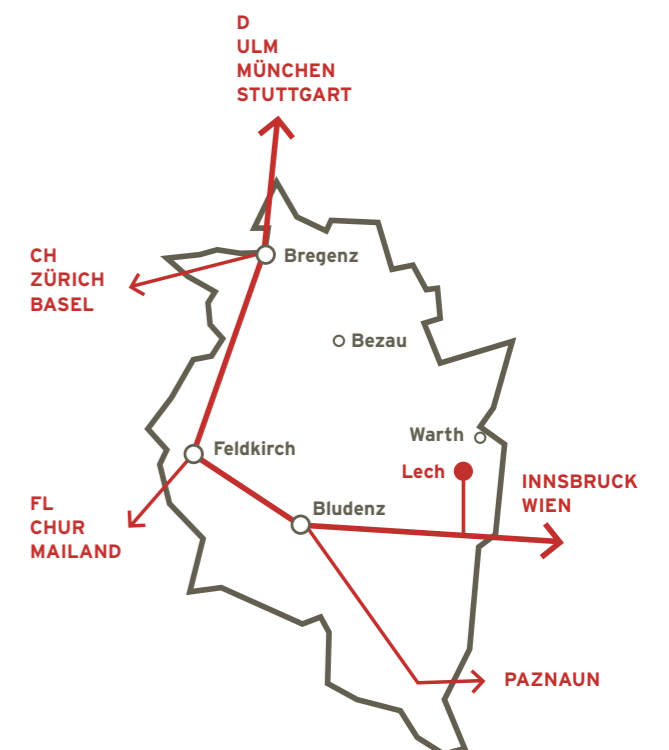 D
ULM
MÜNCHEN
STUTTGART
CH
ZÜRICH
BASEL
Bregenz
Bezau
Warth
Feldkirch
Lech
INNSBRUCK
WIEN
FL
CHUR
MAILAND
Bludenz
PAZNAUN